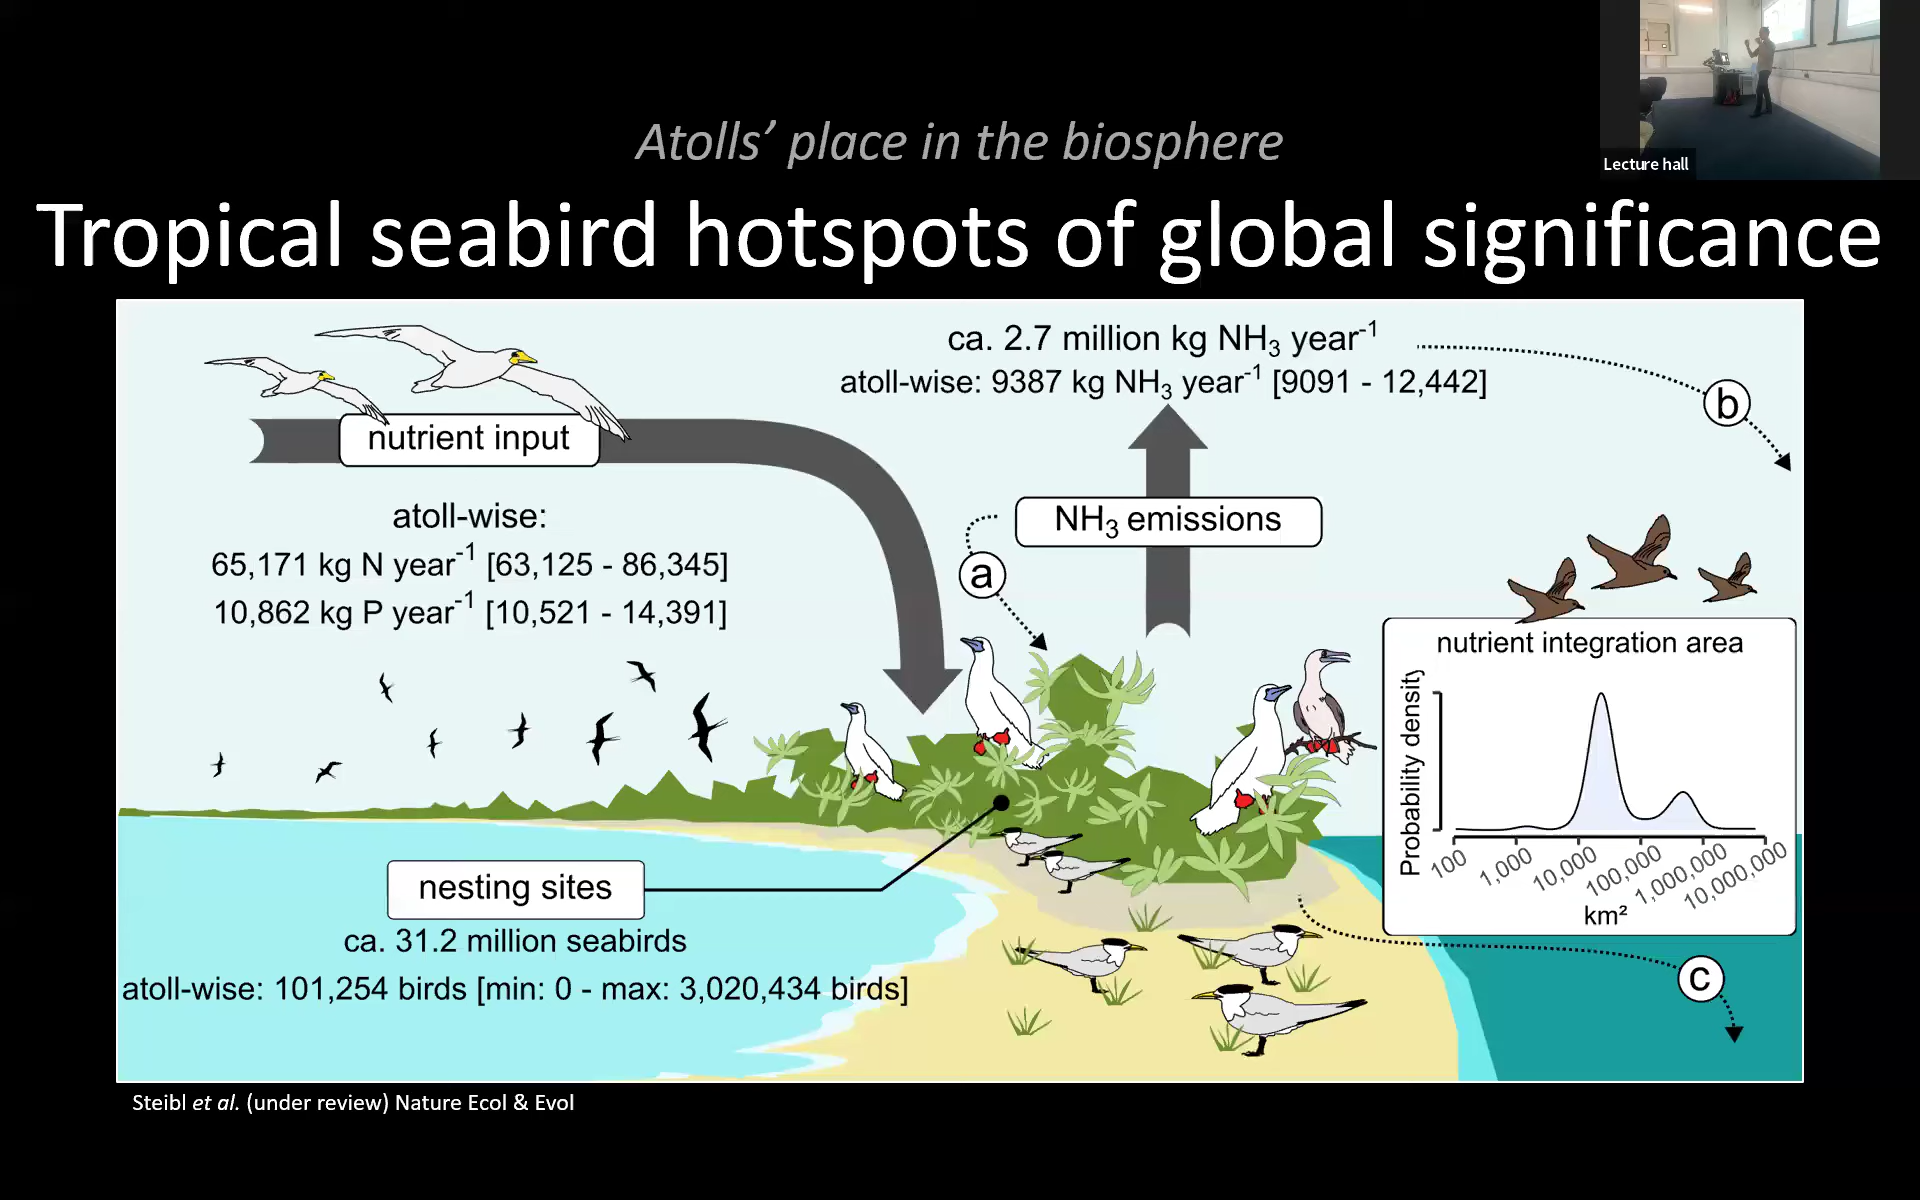 Lecture hall
Atolls’ place in the biosphere
Tropical seabird hotspots of global significance
nutrient input
atoll-wise:
65,171 kg N year⁻¹ [63,125 - 86,345]
10,862 kg P year⁻¹ [10,521 - 14,391]
ca. 2.7 million kg NH₃ year⁻¹
atoll-wise: 9387 kg NH₃ year⁻¹ [9091 - 12,442]
b
NH₃ emissions
a
nutrient integration area
Probability density
100
1,000
10,000
100,000
1,000,000
10,000,000
km²
nesting sites
ca. 31.2 million seabirds
atoll-wise: 101,254 birds [min: 0 - max: 3,020,434 birds]
c
Steibl et al. (under review) Nature Ecol & Evol